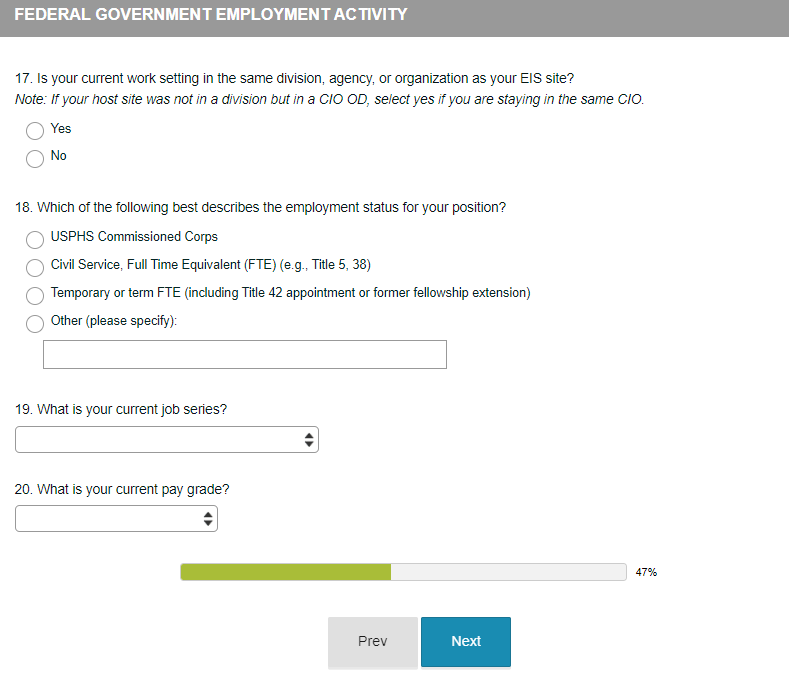 FEDERAL GOVERNMENT EMPLOYMENT ACTIVITY
17. Is your current work setting in the same division, agency, or organization as your EIS site?
Note: If your host site was not in a division but in a CIO OD, select yes if you are staying in the same CIO.
Yes
No
18. Which of the following best describes the employment status for your position?
USPHS Commissioned Corps
Civil Service, Full Time Equivalent (FTE) (e.g., Title 5, 38)
Temporary or term FTE (including Title 42 appointment or former fellowship extension)
Other (please specify):
19. What is your current job series?
20. What is your current pay grade?
47%
Prev Next